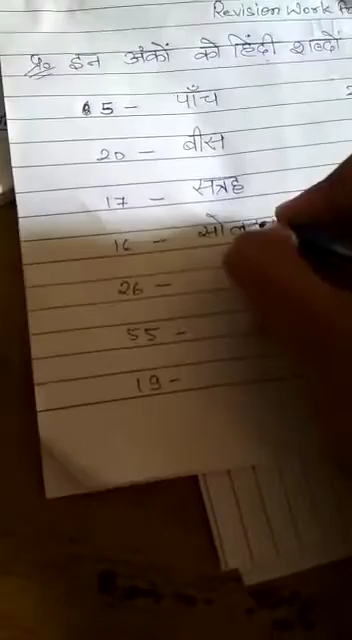 Revision Work
प्र॰ इन अंकों को हिंदी शब्दों
5 - पाँच
20 - बीस
17 - सत्रह
16 -
26 -
55 -
19 -